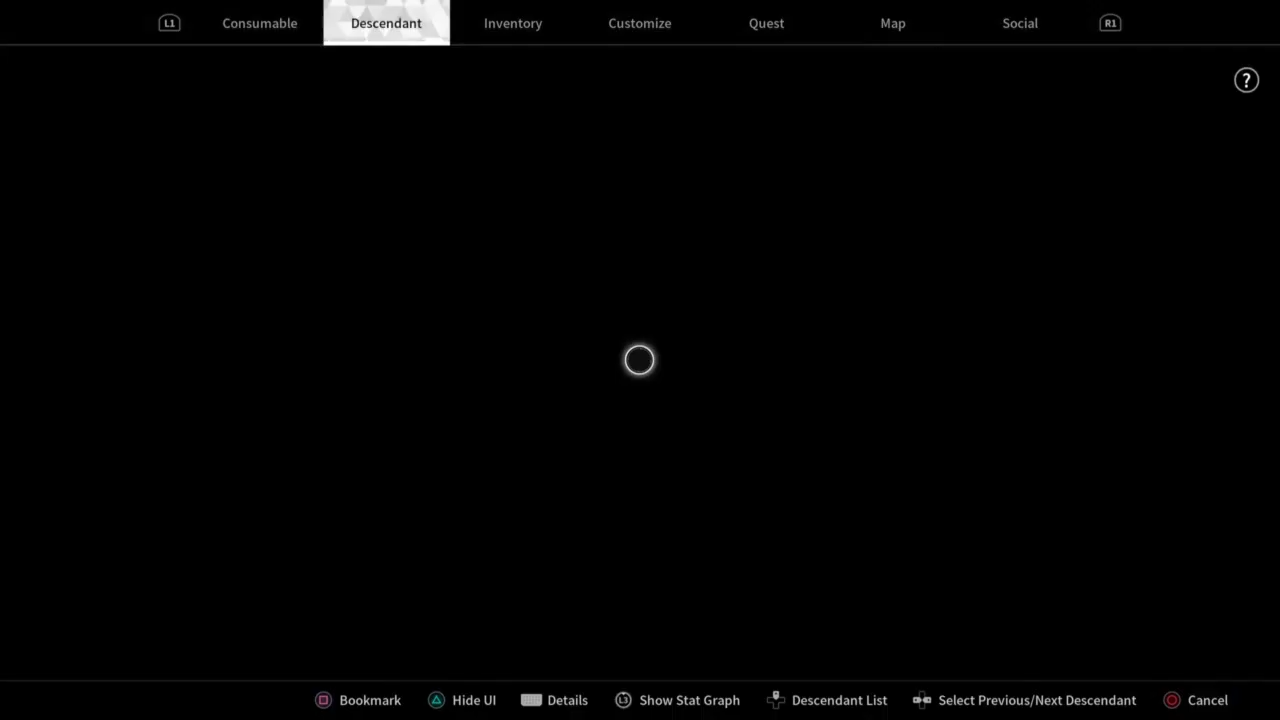 L1 Consumable Descendant Inventory Customize Quest Map Social R1
?
Bookmark Hide UI Details L3 Show Stat Graph Descendant List Select Previous/Next Descendant Cancel